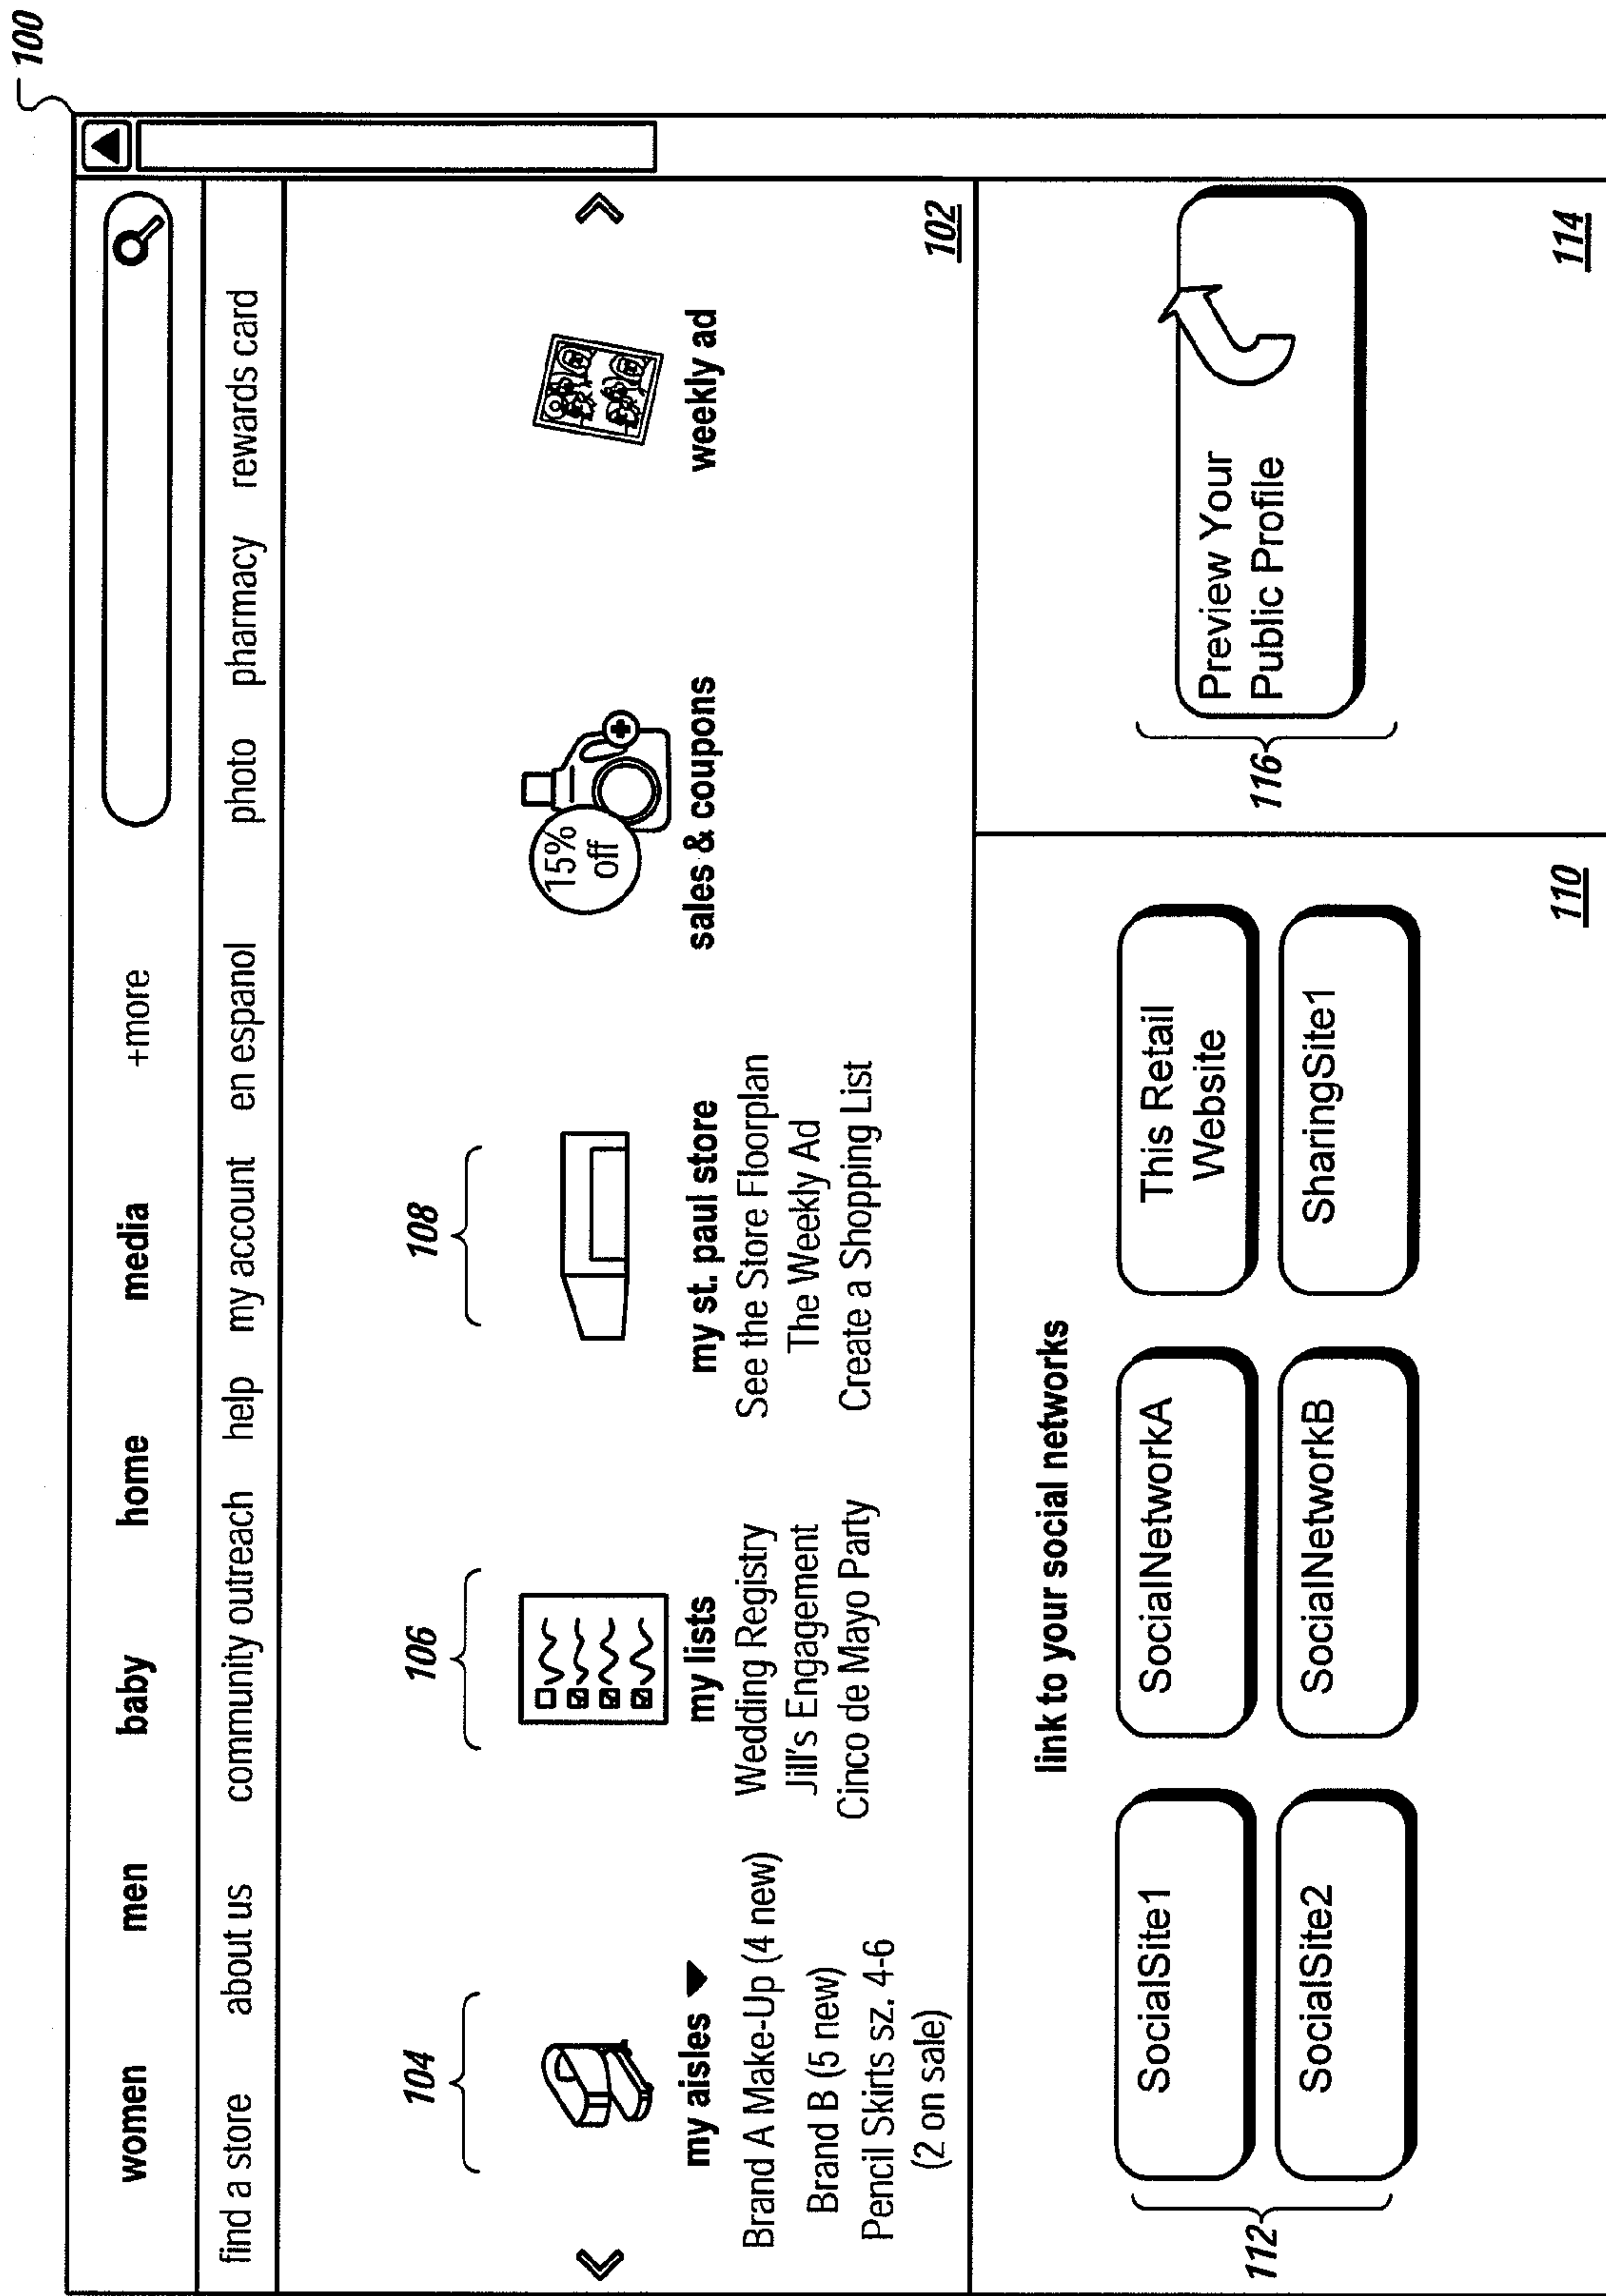 100
women men baby home media +more
find a store about us community outreach help my account en espanol photo pharmacy rewards card
104
my aisles
Brand A Make-Up (4 new)
Brand B (5 new)
Pencil Skirts sz. 4-6
(2 on sale)
106
my lists
Wedding Registry
Jill's Engagement
Cinco de Mayo Party
108
my st. paul store
See the Store Floorplan
The Weekly Ad
Create a Shopping List
15%
off
sales & coupons
weekly ad
102
link to your social networks
112
SocialSite1
SocialNetworkA
This Retail
Website
SocialSite2
SocialNetworkB
SharingSite1
110
116
Preview Your
Public Profile
114